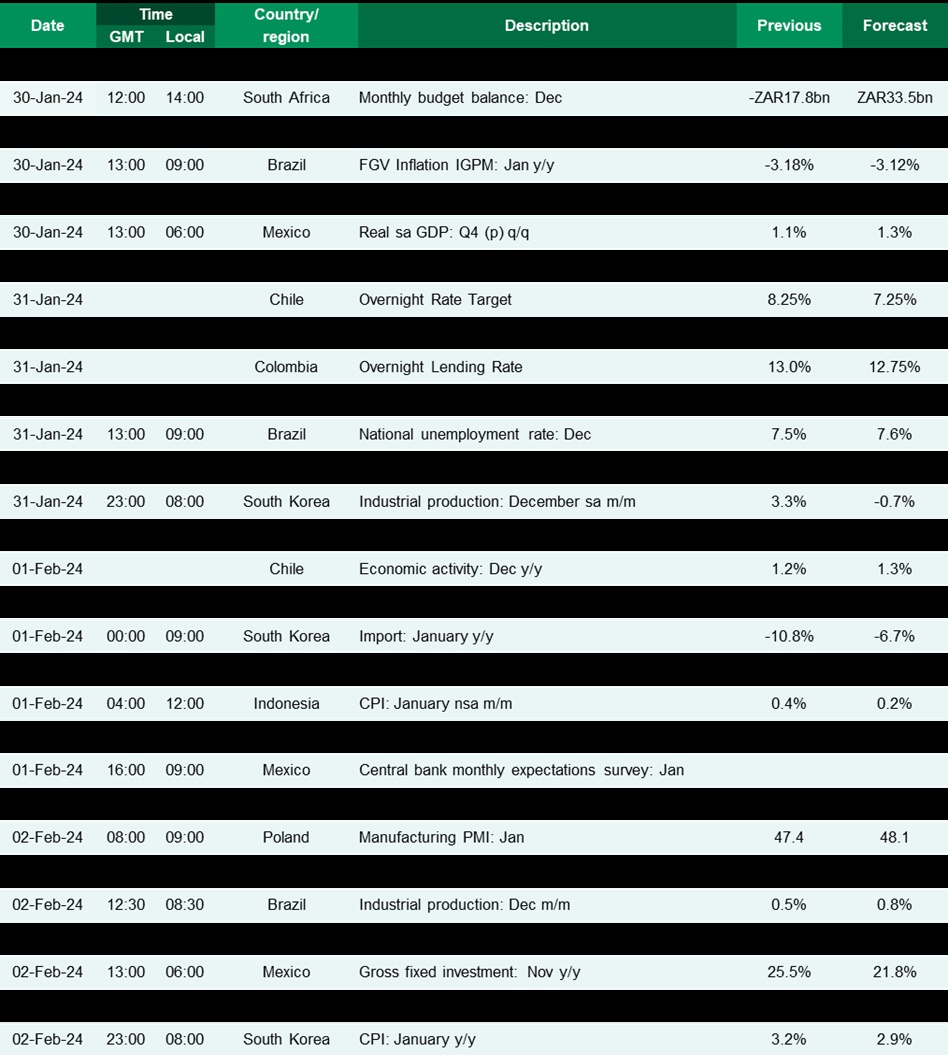 Date Time Country/ region Description Previous Forecast
GMT Local
30-Jan-24 12:00 14:00 South Africa Monthly budget balance: Dec -ZAR17.8bn ZAR33.5bn
30-Jan-24 13:00 09:00 Brazil FGV Inflation IGPM: Jan y/y -3.18% -3.12%
30-Jan-24 13:00 06:00 Mexico Real sa GDP: Q4 (p) q/q 1.1% 1.3%
31-Jan-24 Chile Overnight Rate Target 8.25% 7.25%
31-Jan-24 Colombia Overnight Lending Rate 13.0% 12.75%
31-Jan-24 13:00 09:00 Brazil National unemployment rate: Dec 7.5% 7.6%
31-Jan-24 23:00 08:00 South Korea Industrial production: December sa m/m 3.3% -0.7%
01-Feb-24 Chile Economic activity: Dec y/y 1.2% 1.3%
01-Feb-24 00:00 09:00 South Korea Import: January y/y -10.8% -6.7%
01-Feb-24 04:00 12:00 Indonesia CPI: January nsa m/m 0.4% 0.2%
01-Feb-24 16:00 09:00 Mexico Central bank monthly expectations survey: Jan
02-Feb-24 08:00 09:00 Poland Manufacturing PMI: Jan 47.4 48.1
02-Feb-24 12:30 08:30 Brazil Industrial production: Dec m/m 0.5% 0.8%
02-Feb-24 13:00 06:00 Mexico Gross fixed investment: Nov y/y 25.5% 21.8%
02-Feb-24 23:00 08:00 South Korea CPI: January y/y 3.2% 2.9%